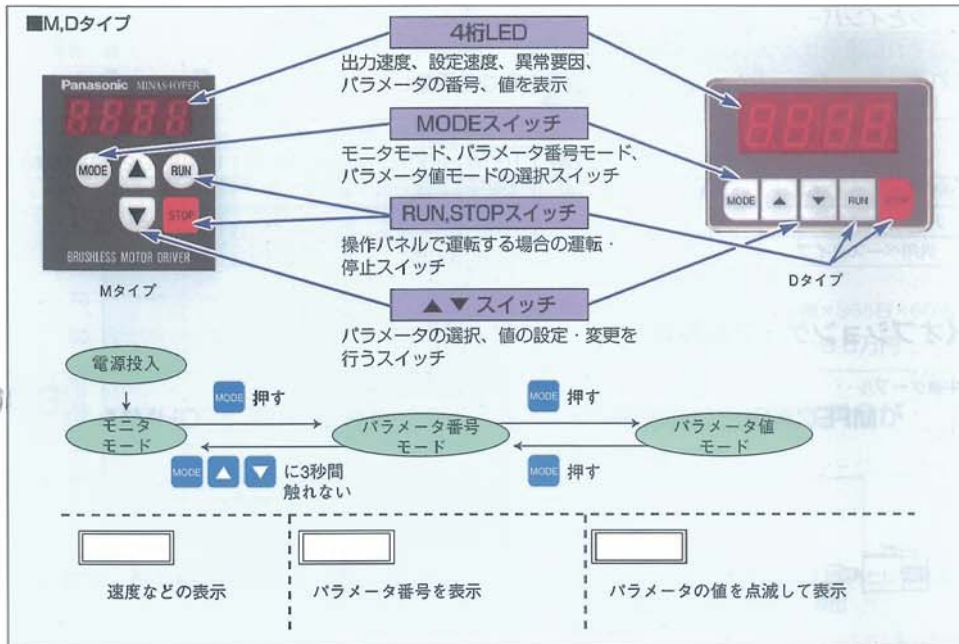 ■M,Dタイプ
4桁LED
出力速度、設定速度、異常要因、
パラメータの番号、値を表示
Panasonic MINAS-HYPER
8.8.8.8
MODE ▲ RUN
▼ STOP
BRUSHLESS MOTOR DRIVER
Mタイプ
MODEスイッチ
モニタモード、パラメータ番号モード、
パラメータ値モードの選択スイッチ
RUN,STOPスイッチ
操作パネルで運転する場合の運転・
停止スイッチ
▲ ▼ スイッチ
パラメータの選択、値の設定・変更を
行うスイッチ
8.8.8.8
MODE ▲ ▼ RUN STOP
Dタイプ
電源投入
モニタ
モード
MODE 押す
パラメータ番号
モード
MODE 押す
パラメータ値
モード
MODE ▲ ▼ に3秒間
触れない
MODE 押す
速度などの表示
パラメータ番号を表示
パラメータの値を点滅して表示